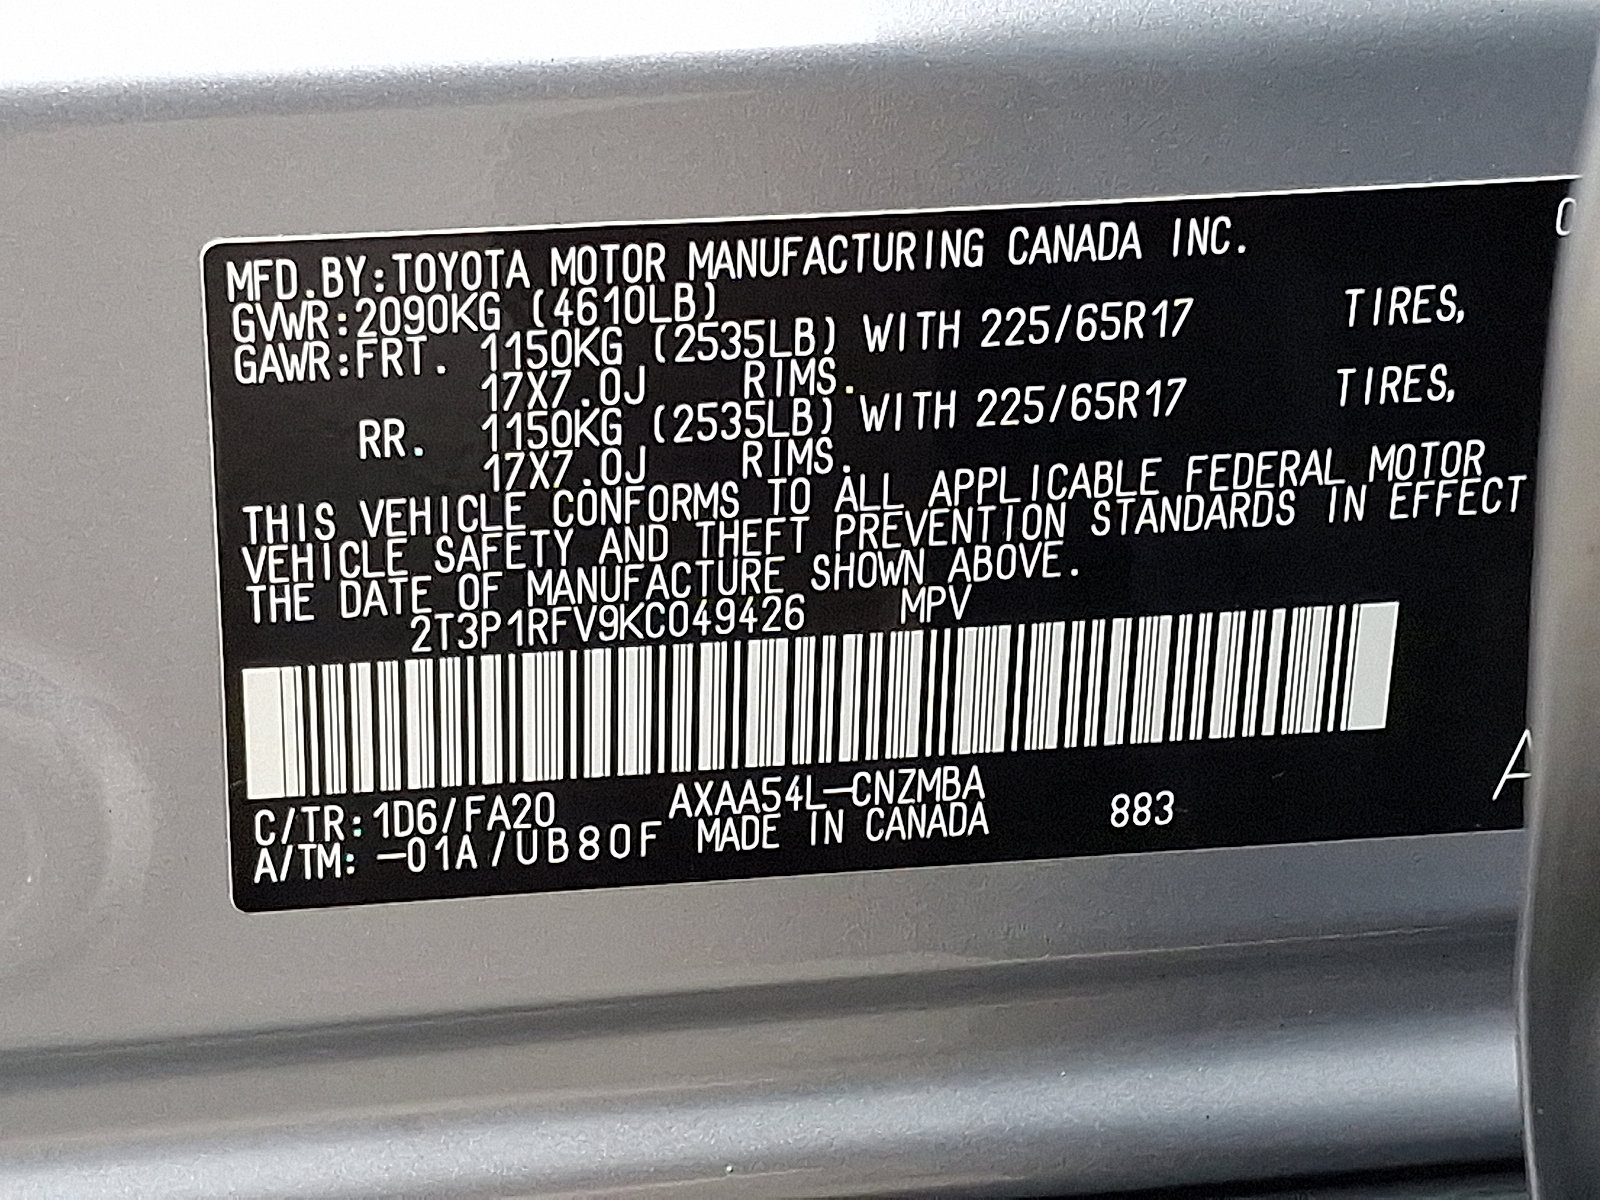 MFD.BY:TOYOTA MOTOR MANUFACTURING CANADA INC.
GVWR:2090KG (4610LB)
GAWR:FRT. 1150KG (2535LB) WITH 225/65R17 TIRES,
17X7.0J RIMS.
RR. 1150KG (2535LB) WITH 225/65R17 TIRES,
17X7.0J RIMS.
THIS VEHICLE CONFORMS TO ALL APPLICABLE FEDERAL MOTOR
VEHICLE SAFETY AND THEFT PREVENTION STANDARDS IN EFFECT
THE DATE OF MANUFACTURE SHOWN ABOVE.
2T3P1RFV9KC049426 MPV
C/TR:1D6/FA20 AXAA54L-CNZMBA
A/TM:-01A/UB80F MADE IN CANADA 883